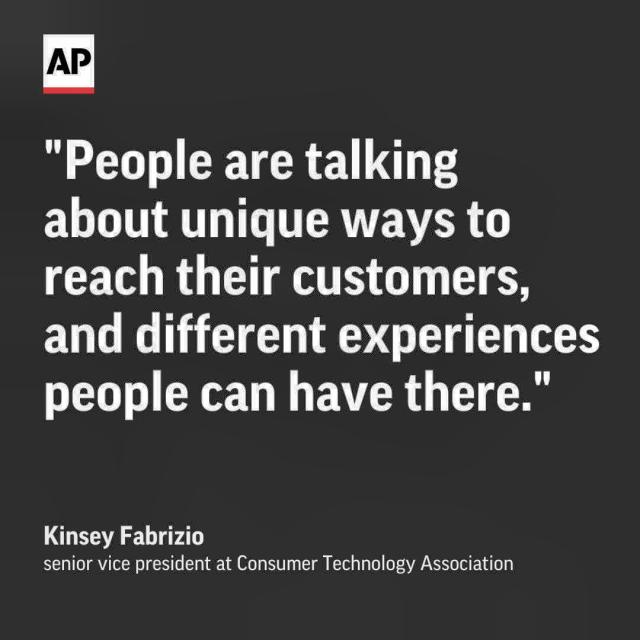 AP
"People are talking
about unique ways to
reach their customers,
and different experiences
people can have there."
Kinsey Fabrizio
senior vice president at Consumer Technology Association